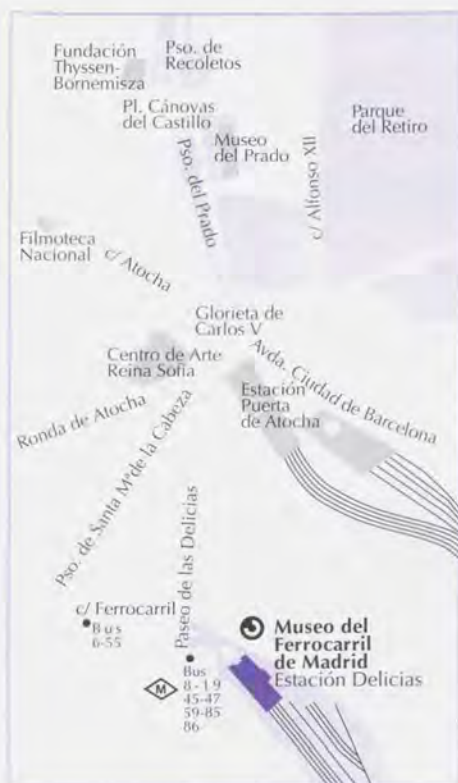 Fundación
Thyssen-
Bornemisza
Pso. de
Recoletos
Pl. Cánovas
del Castillo
Museo
del Prado
Parque
del Retiro
Pso. del Prado
c/ Alfonso XII
Filmoteca
Nacional
c/ Atocha
Glorieta de
Carlos V
Centro de Arte
Reina Sofía
Avda. Ciudad de Barcelona
Estación
Puerta
de Atocha
Ronda de Atocha
Pso. de Santa Mª de la Cabeza
Paseo de las Delicias
c/ Ferrocarril
Bus
6-55
M
Bus
8-19
45-47
59-85
86
Museo del
Ferrocarril
de Madrid
Estación Delicias